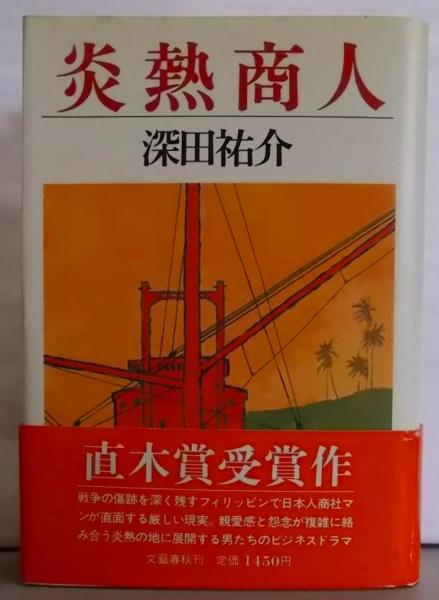 炎熱商人
深田祐介
直木賞受賞作
戦争の傷跡を深く残すフィリッピンで日本人商社マ
ンが直面する厳しい現実。親愛感と怨念が複雑に絡
み合う炎熱の地に展開する男たちのビジネスドラマ
文藝春秋刊 定価 1450円